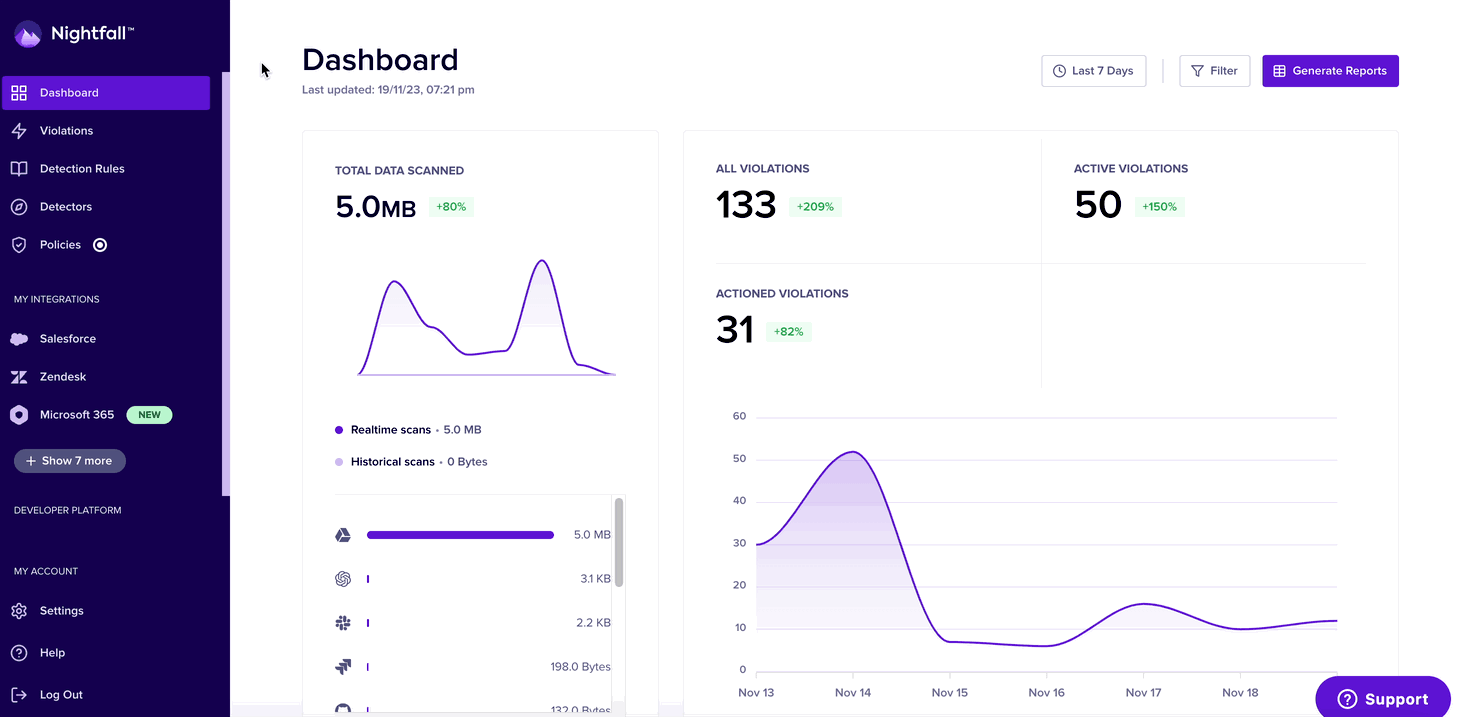 Nightfall™
Dashboard
Violations
Detection Rules
Detectors
Policies
MY INTEGRATIONS
Salesforce
Zendesk
Microsoft 365 NEW
+ Show 7 more
DEVELOPER PLATFORM
MY ACCOUNT
Settings
Help
Log Out
Dashboard
Last updated: 19/11/23, 07:21 pm
Last 7 Days
Filter
Generate Reports
TOTAL DATA SCANNED
5.0MB +80%
Realtime scans • 5.0 MB
Historical scans • 0 Bytes
5.0 MB
3.1 KB
2.2 KB
198.0 Bytes
132.0 Bytes
ALL VIOLATIONS
133 +209%
ACTIVE VIOLATIONS
50 +150%
ACTIONED VIOLATIONS
31 +82%
60
50
40
30
20
10
0
Nov 13 Nov 14 Nov 15 Nov 16 Nov 17 Nov 18
Support